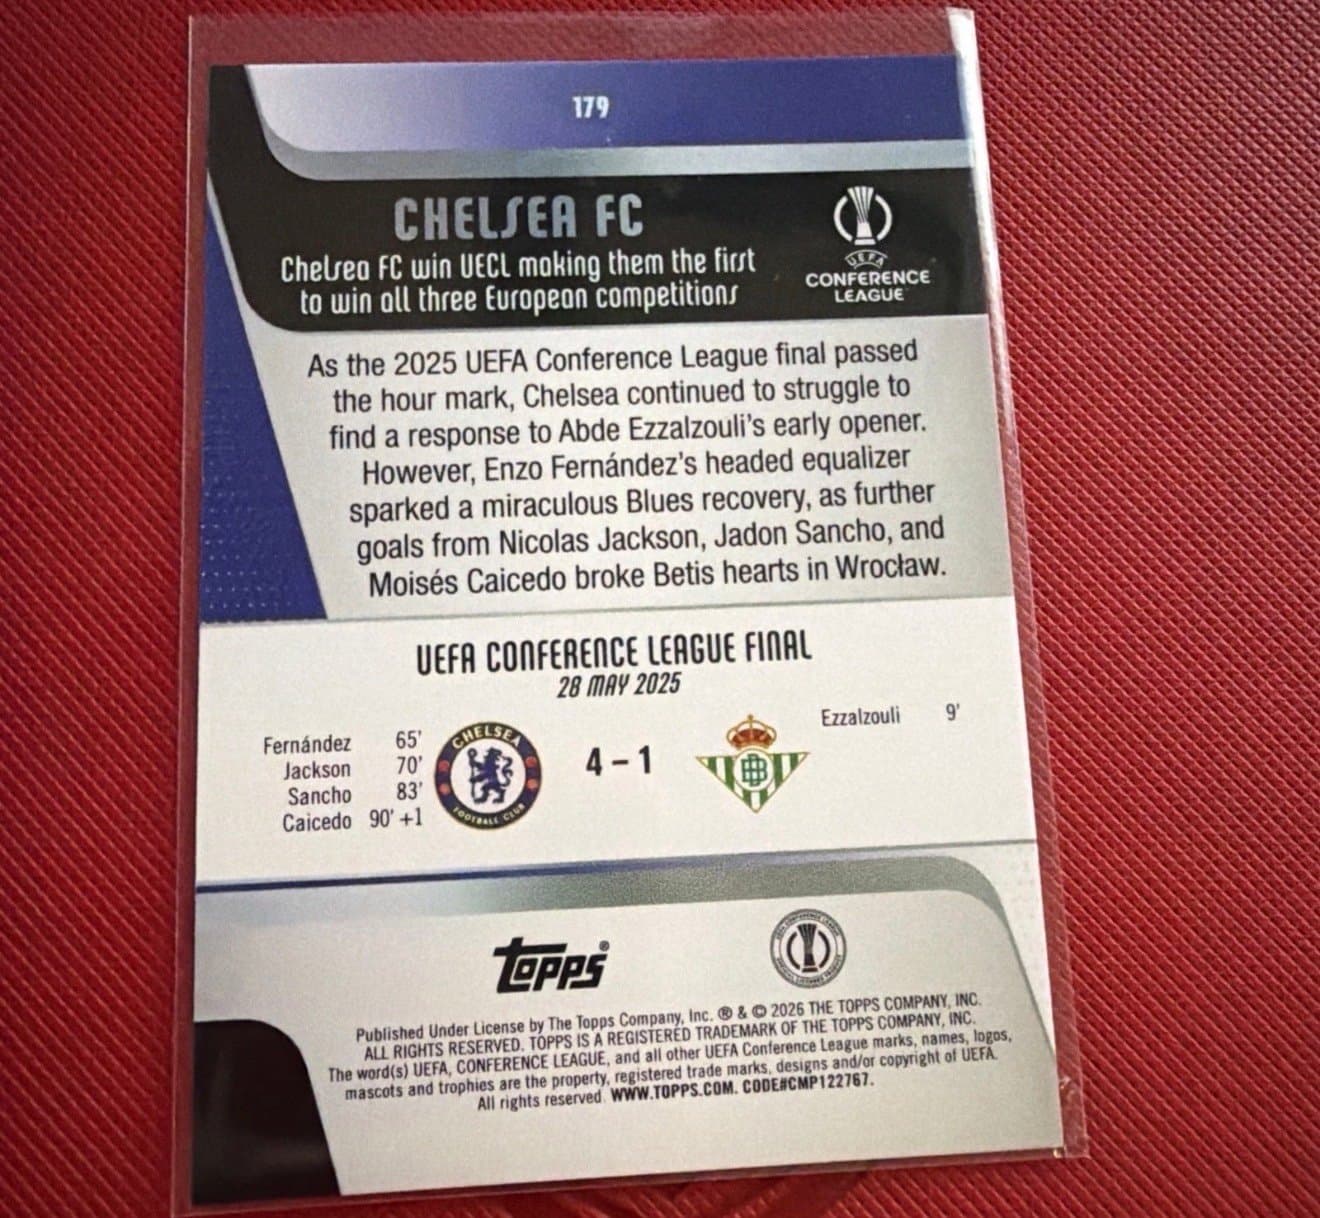 179
CHELSEA FC
Chelsea FC win UECL making them the first
to win all three European competitions
UEFA
CONFERENCE
LEAGUE
As the 2025 UEFA Conference League final passed
the hour mark, Chelsea continued to struggle to
find a response to Abde Ezzalzouli's early opener.
However, Enzo Fernández's headed equalizer
sparked a miraculous Blues recovery, as further
goals from Nicolas Jackson, Jadon Sancho, and
Moisés Caicedo broke Betis hearts in Wrocław.
UEFA CONFERENCE LEAGUE FINAL
28 MAY 2025
Fernández 65'
Jackson 70'
Sancho 83'
Caicedo 90' +1
CHELSEA
FOOTBALL CLUB
4 – 1
Ezzalzouli 9'
Topps®
Published Under License by The Topps Company, Inc. ® & © 2026 THE TOPPS COMPANY, INC.
ALL RIGHTS RESERVED. TOPPS IS A REGISTERED TRADEMARK OF THE TOPPS COMPANY, INC.
The word(s) UEFA, CONFERENCE LEAGUE, and all other UEFA Conference League marks, names, logos,
mascots and trophies are the property, registered trade marks, designs and/or copyright of UEFA.
All rights reserved. WWW.TOPPS.COM. CODE#CMP122767.